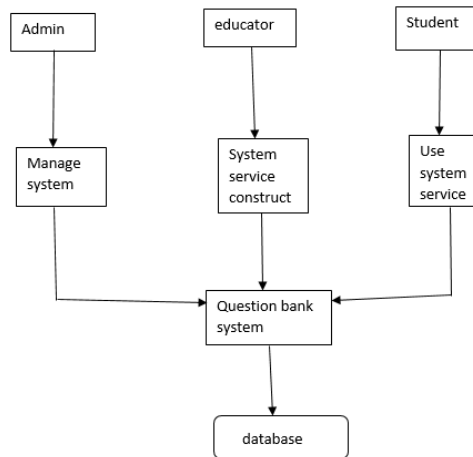 Admin
educator
Student
Manage
system
System
service
construct
Use
system
service
Question bank
system
database